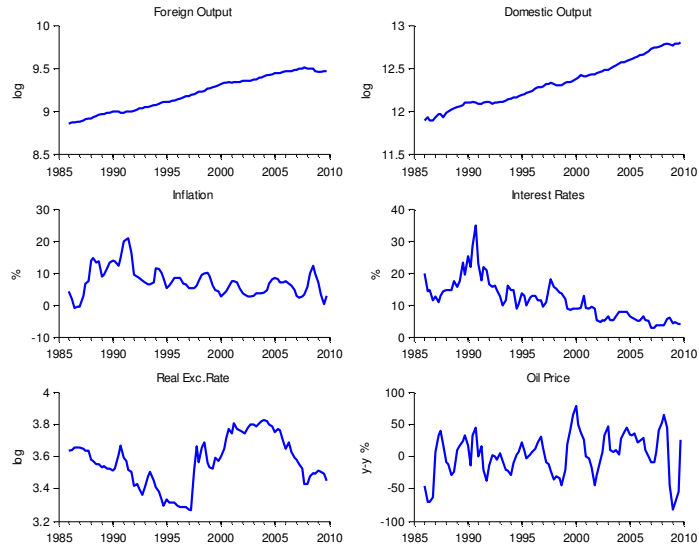 Foreign Output
log
10
9.5
9
8.5
1985 1990 1995 2000 2005 2010
Domestic Output
log
13
12.5
12
11.5
1985 1990 1995 2000 2005 2010
Inflation
%
30
20
10
0
-10
1985 1990 1995 2000 2005 2010
Interest Rates
%
40
30
20
10
0
1985 1990 1995 2000 2005 2010
Real Exc.Rate
log
4
3.8
3.6
3.4
3.2
1985 1990 1995 2000 2005 2010
Oil Price
y-y %
100
50
0
-50
-100
1985 1990 1995 2000 2005 2010